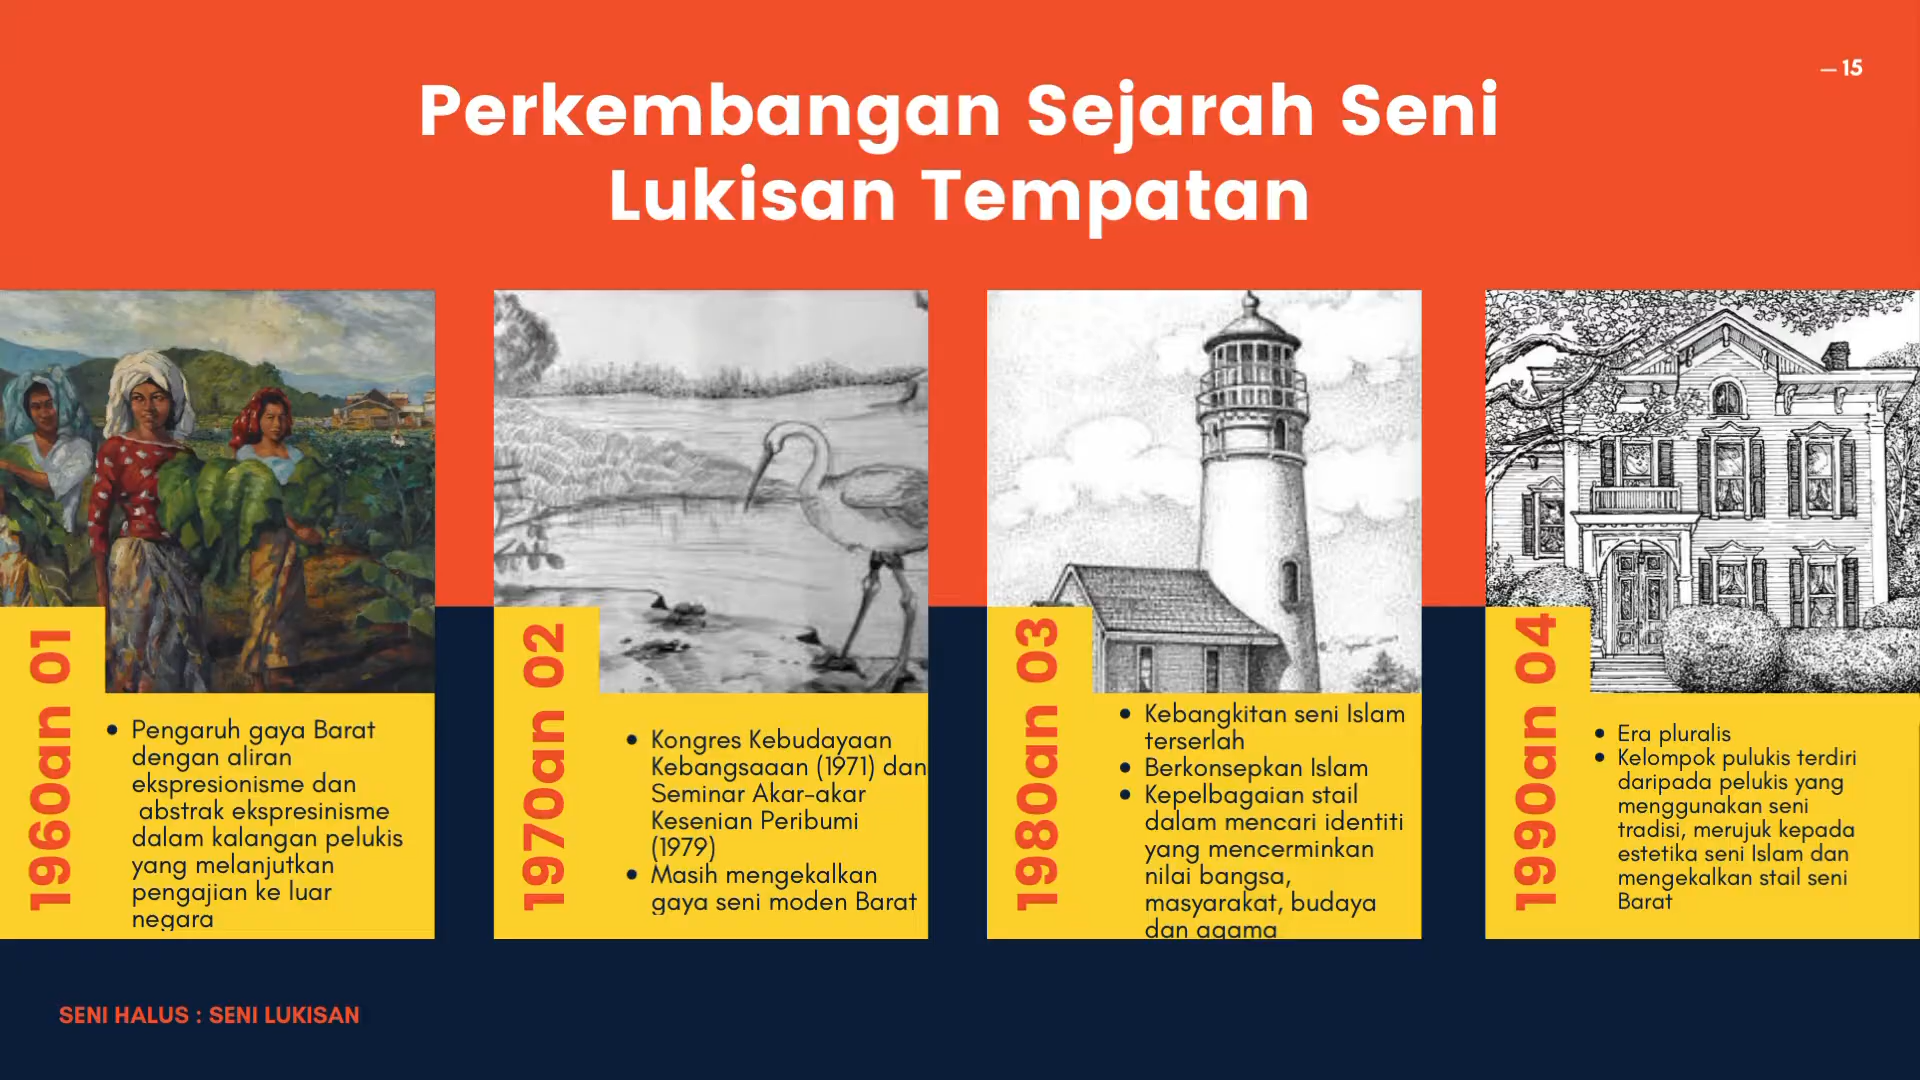 — 15
Perkembangan Sejarah Seni
Lukisan Tempatan
1960an 01
• Pengaruh gaya Barat
dengan aliran
ekspresionisme dan
abstrak ekspresinisme
dalam kalangan pelukis
yang melanjutkan
pengajian ke luar
negara
1970an 02
• Kongres Kebudayaan
Kebangsaaan (1971) dan
Seminar Akar-akar
Kesenian Peribumi
(1979)
• Masih mengekalkan
gaya seni moden Barat
1980an 03
• Kebangkitan seni Islam
terserlah
• Berkonsepkan Islam
• Kepelbagaian stail
dalam mencari identiti
yang mencerminkan
nilai bangsa,
masyarakat, budaya
dan agama
1990an 04
• Era pluralis
• Kelompok pulukis terdiri
daripada pelukis yang
menggunakan seni
tradisi, merujuk kepada
estetika seni Islam dan
mengekalkan stail seni
Barat
SENI HALUS : SENI LUKISAN